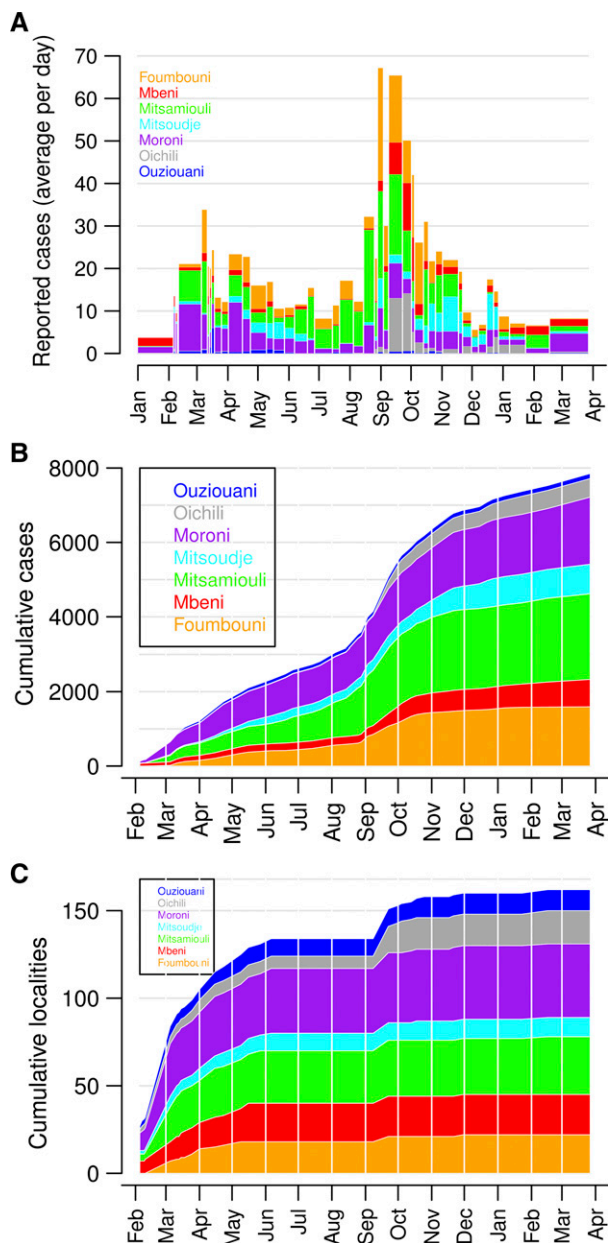 A
Reported cases (average per day)
70
60
50
40
30
20
10
0
Foumbouni
Mbeni
Mitsamiouli
Mitsoudje
Moroni
Oichili
Ouziouani
Jan Feb Mar Apr May Jun Jul Aug Sep Oct Nov Dec Jan Feb Mar Apr
B
Cumulative cases
8000
6000
4000
2000
0
Ouziouani
Oichili
Moroni
Mitsoudje
Mitsamiouli
Mbeni
Foumbouni
Feb Mar Apr May Jun Jul Aug Sep Oct Nov Dec Jan Feb Mar Apr
C
Cumulative localities
150
100
50
0
Ouziouani
Oichili
Moroni
Mitsoudje
Mitsamiouli
Mbeni
Foumbouni
Feb Mar Apr May Jun Jul Aug Sep Oct Nov Dec Jan Feb Mar Apr